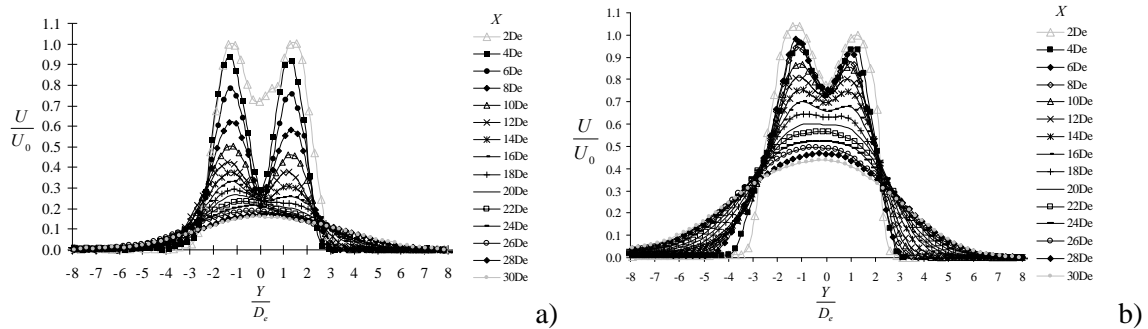 1.1
1.0
0.9
0.8
0.7
0.6
0.5
0.4
0.3
0.2
0.1
0.0
U
U0
-8 -7 -6 -5 -4 -3 -2 -1 0 1 2 3 4 5 6 7 8
Y
De
X
2De
4De
6De
8De
10De
12De
14De
16De
18De
20De
22De
24De
26De
28De
30De
a)
1.1
1.0
0.9
0.8
0.7
0.6
0.5
0.4
0.3
0.2
0.1
0.0
U
U0
-8 -7 -6 -5 -4 -3 -2 -1 0 1 2 3 4 5 6 7 8
Y
De
X
2De
4De
6De
8De
10De
12De
14De
16De
18De
20De
22De
24De
26De
28De
30De
b)